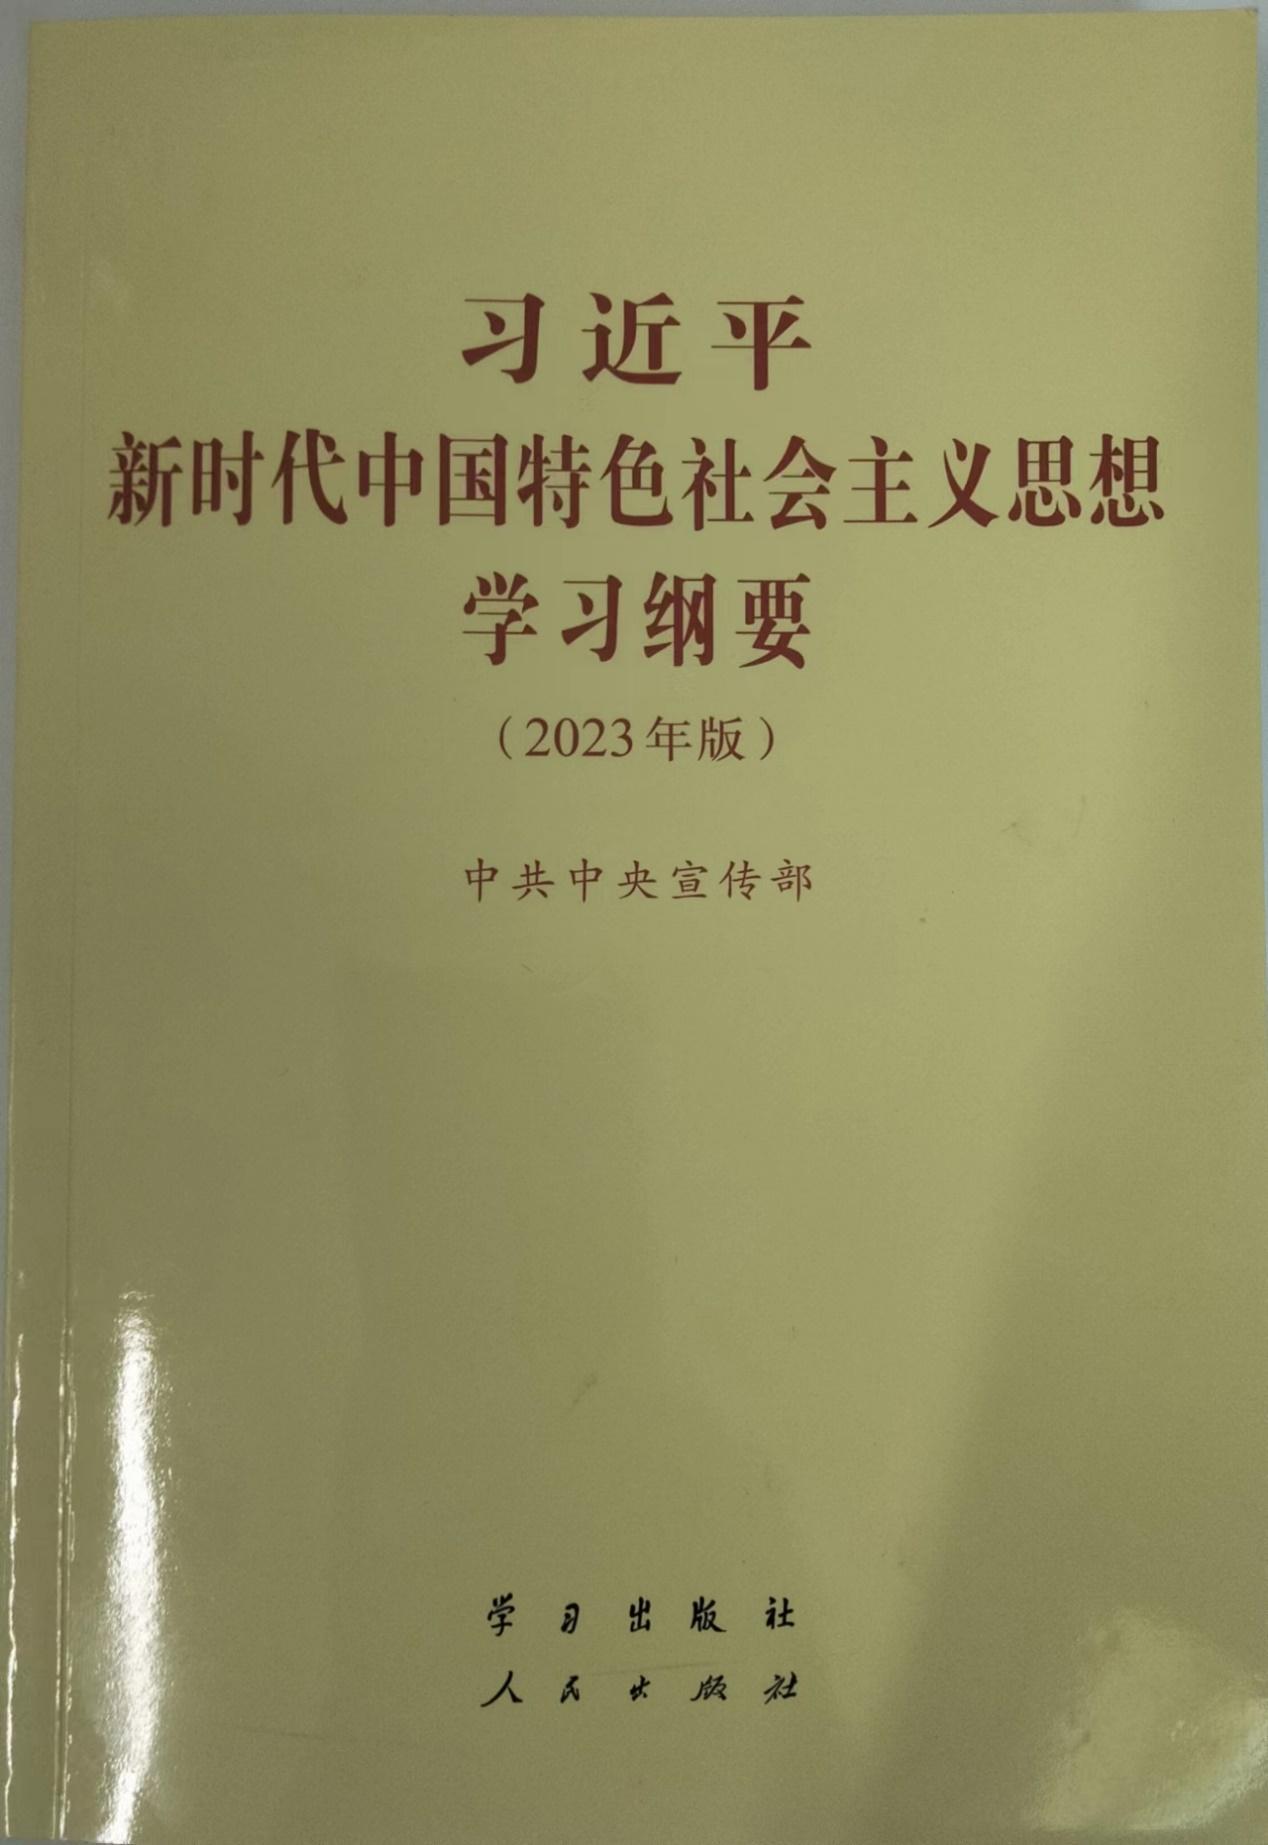 习近平
新时代中国特色社会主义思想
学习纲要
（2023年版）
中共中央宣传部
学习出版社
人民出版社